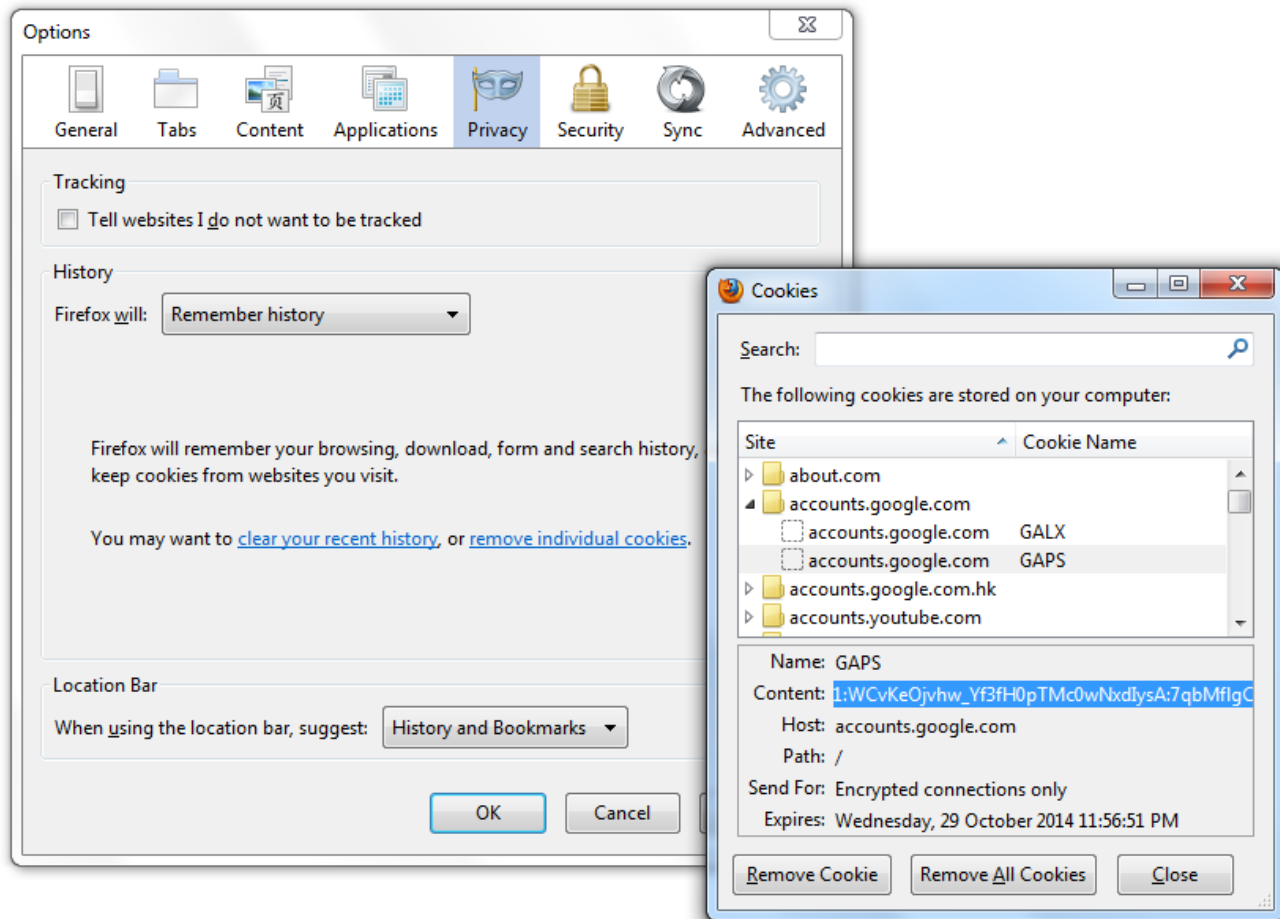 Options
General Tabs Content Applications Privacy Security Sync Advanced
页
Tracking
Tell websites I do not want to be tracked
History
Firefox will: Remember history
Firefox will remember your browsing, download, form and search history,
keep cookies from websites you visit.
You may want to clear your recent history, or remove individual cookies.
Location Bar
When using the location bar, suggest: History and Bookmarks
OK Cancel
Cookies
Search:
The following cookies are stored on your computer:
Site Cookie Name
about.com
accounts.google.com
accounts.google.com GALX
accounts.google.com GAPS
accounts.google.com.hk
accounts.youtube.com
Name: GAPS
Content: 1:WCvKeOjvhw_Yf3fH0pTMc0wNxdIysA:7qbMfIgC
Host: accounts.google.com
Path: /
Send For: Encrypted connections only
Expires: Wednesday, 29 October 2014 11:56:51 PM
Remove Cookie Remove All Cookies Close